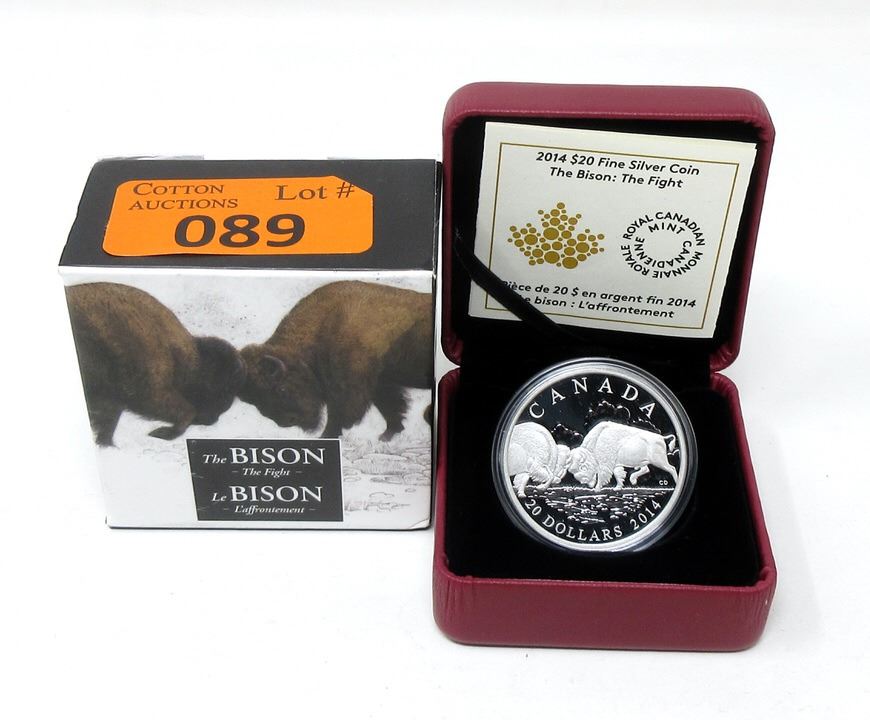 COTTON
AUCTIONS
Lot #
089
The BISON
- The Fight -
Le BISON
- L'affrontement -
2014 $20 Fine Silver Coin
The Bison: The Fight
ROYAL CANADIAN MINT
MONNAIE ROYALE CANADIENNE
Pièce de 20 $ en argent fin 2014
Le bison : L'affrontement
CANADA
CD
20 DOLLARS 2014